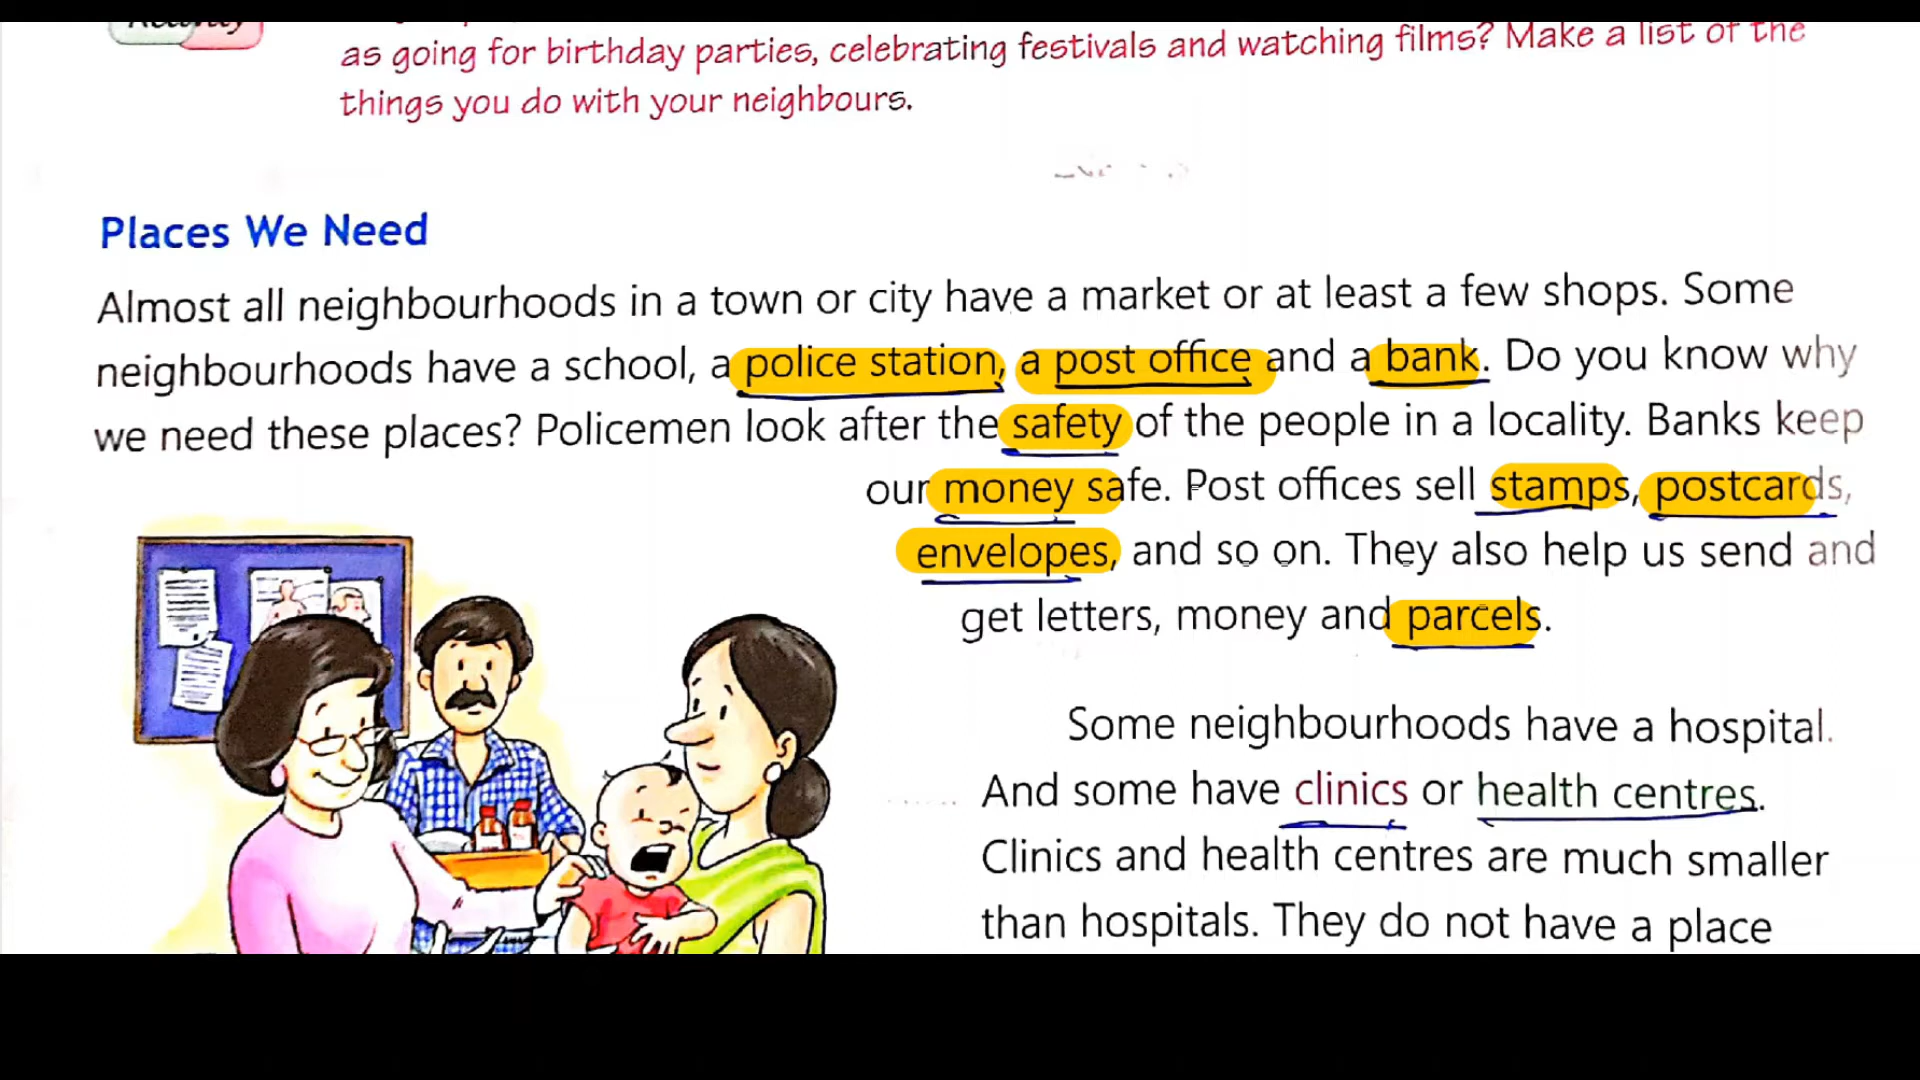 Activity
as going for birthday parties, celebrating festivals and watching films? Make a list of the
things you do with your neighbours.
Places We Need
Almost all neighbourhoods in a town or city have a market or at least a few shops. Some
neighbourhoods have a school, a police station, a post office and a bank. Do you know why
we need these places? Policemen look after the safety of the people in a locality. Banks keep
our money safe. Post offices sell stamps, postcards,
envelopes, and so on. They also help us send and
get letters, money and parcels.
Some neighbourhoods have a hospital.
And some have clinics or health centres.
Clinics and health centres are much smaller
than hospitals. They do not have a place